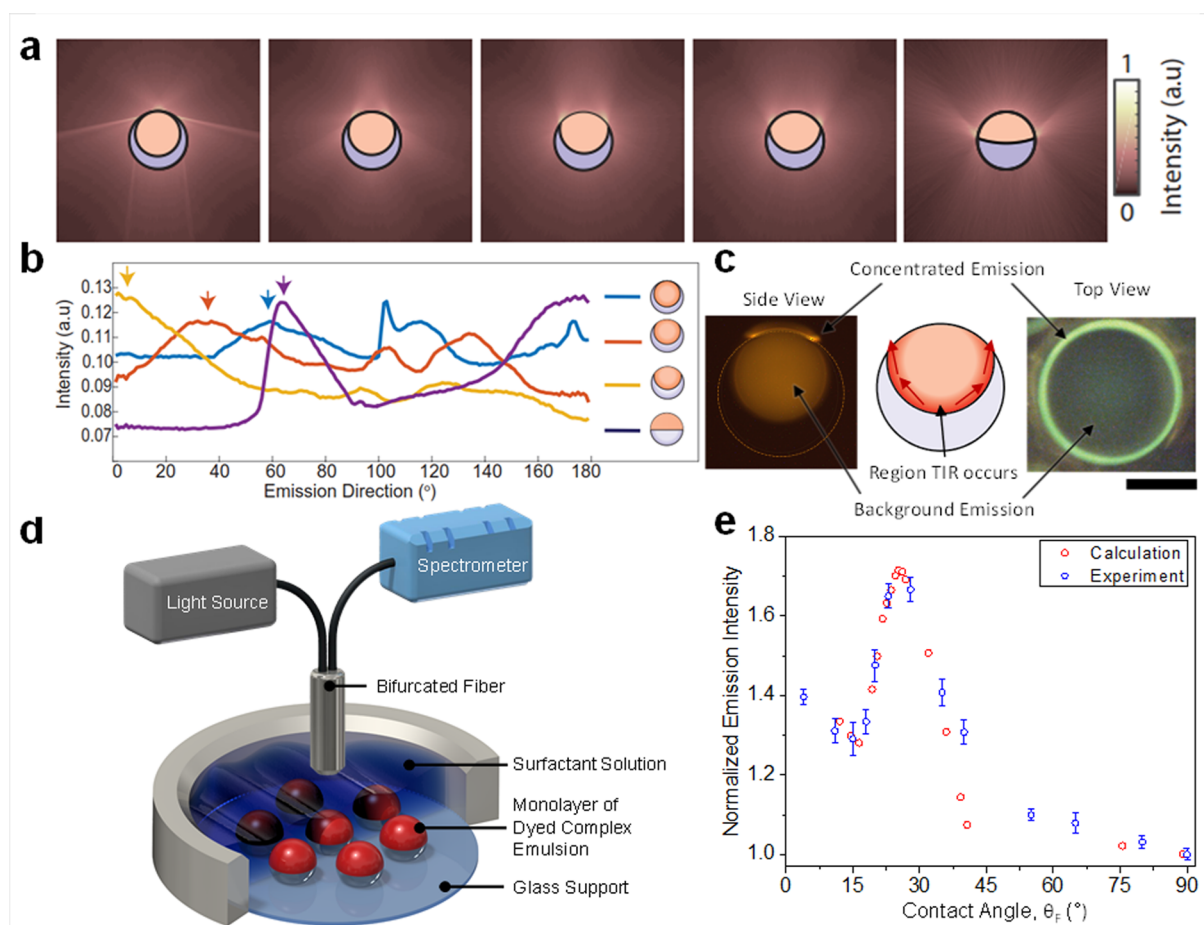 a
1
0
Intensity (a.u)
b
0.13
0.12
0.11
0.10
0.09
0.08
0.07
Intensity (a.u)
0 20 40 60 80 100 120 140 160 180
Emission Direction (°)
c
Concentrated Emission
Side View
Top View
Region TIR occurs
Background Emission
d
Light Source
Spectrometer
Bifurcated Fiber
Surfactant Solution
Monolayer of
Dyed Complex
Emulsion
Glass Support
e
1.8
1.6
1.4
1.2
1.0
Normalized Emission Intensity
Calculation
Experiment
0 15 30 45 60 75 90
Contact Angle, θF (°)